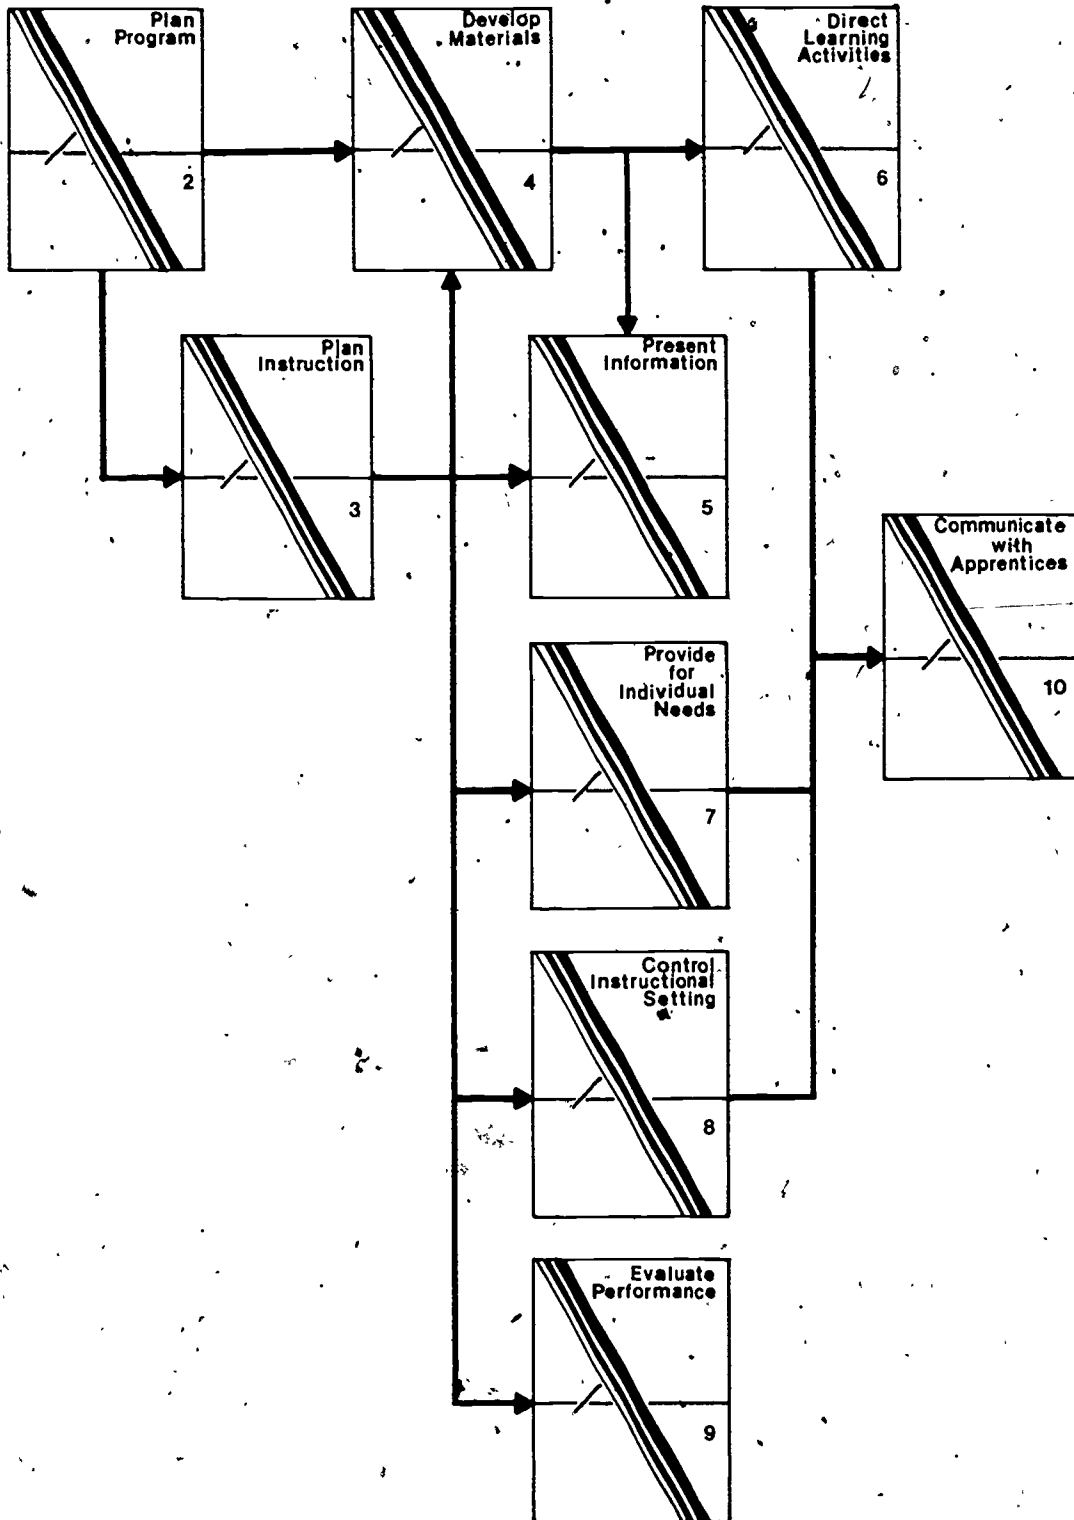 Plan
Program
2
Develop
Materials
4
Direct
Learning
Activities
6
Plan
Instruction
3
Present
Information
5
Communicate
with
Apprentices
10
Provide
for
Individual
Needs
7
Control
Instructional
Setting
8
Evaluate
Performance
9